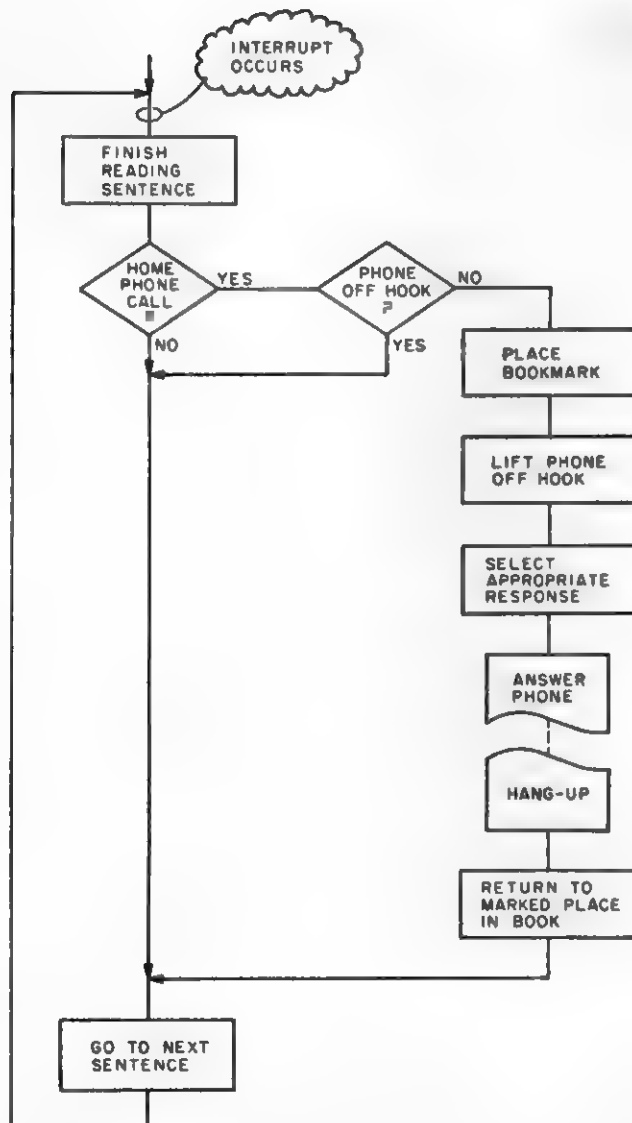 INTERRUPT
OCCURS
FINISH
READING
SENTENCE
HOME
PHONE
CALL
YES
NO
PHONE
OFF HOOK
?
NO
YES
PLACE
BOOKMARK
LIFT PHONE
OFF HOOK
SELECT
APPROPRIATE
RESPONSE
ANSWER
PHONE
HANG-UP
RETURN TO
MARKED PLACE
IN BOOK
GO TO NEXT
SENTENCE